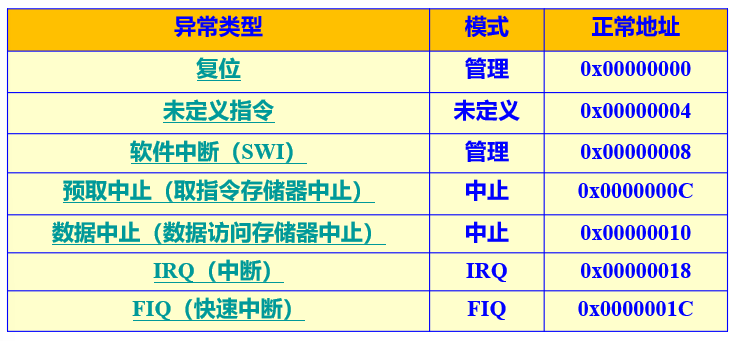 异常类型 模式 正常地址
复位 管理 0x00000000
未定义指令 未定义 0x00000004
软件中断（SWI） 管理 0x00000008
预取中止（取指令存储器中止） 中止 0x0000000C
数据中止（数据访问存储器中止） 中止 0x00000010
IRQ（中断） IRQ 0x00000018
FIQ（快速中断） FIQ 0x0000001C